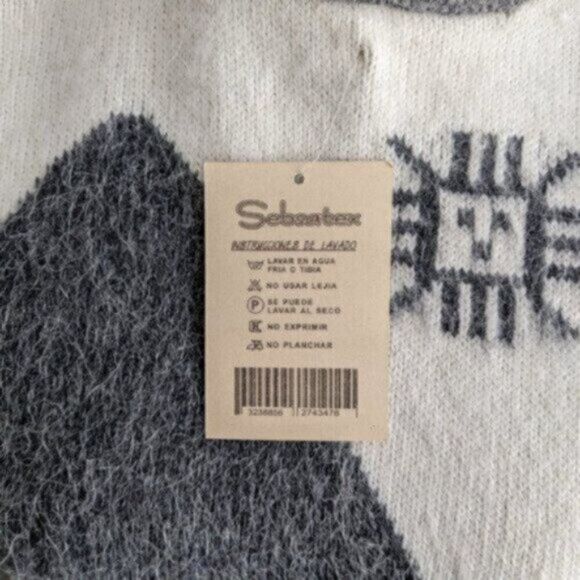 Sebastex
INSTRUCCIONES DE LAVADO
LAVAR EN AGUA
FRIA O TIBIA
NO USAR LEJIA
P
SE PUEDE
LAVAR AL SECO
NO EXPRIMIR
NO PLANCHAR
3238856 2743478